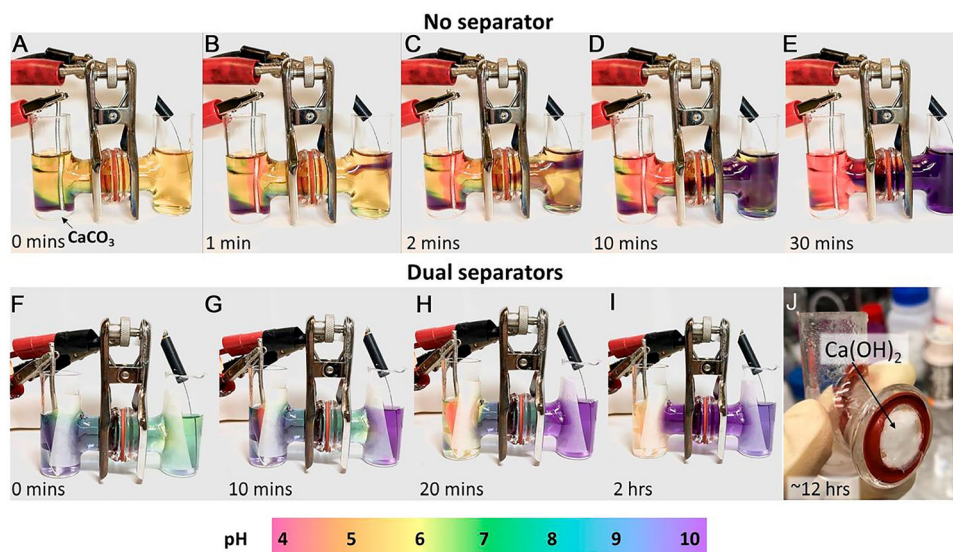 No separator
A
B
C
D
E
CaCO₃
0 mins
1 min
2 mins
10 mins
30 mins
Dual separators
F
G
H
I
J
Ca(OH)₂
0 mins
10 mins
20 mins
2 hrs
~12 hrs
pH 4 5 6 7 8 9 10